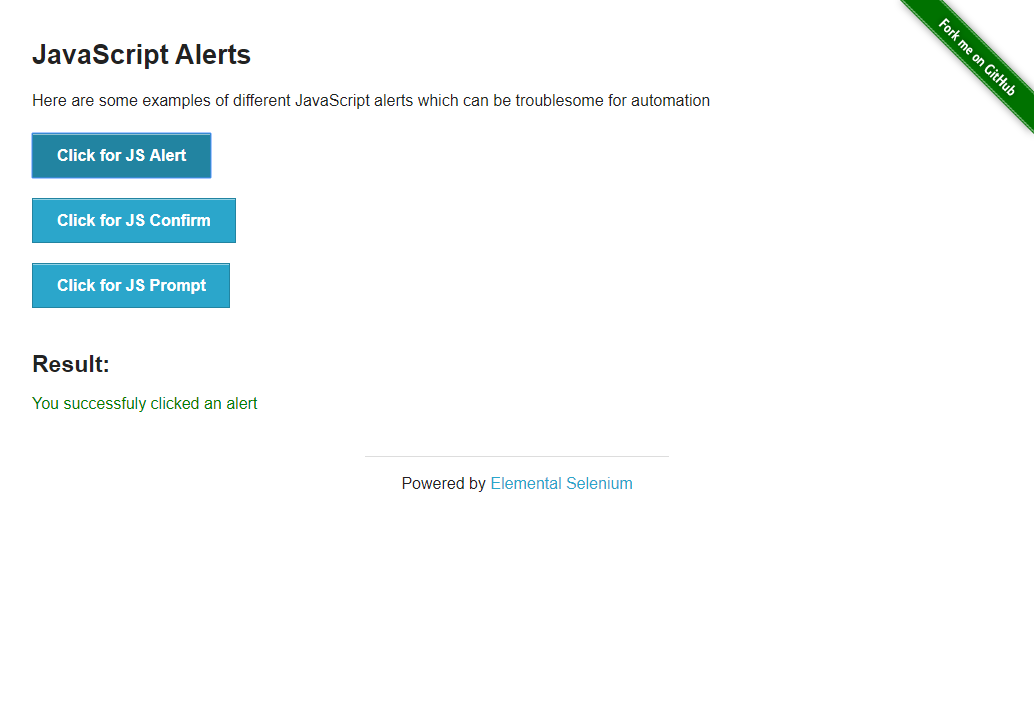 Fork me on GitHub
JavaScript Alerts
Here are some examples of different JavaScript alerts which can be troublesome for automation
Click for JS Alert
Click for JS Confirm
Click for JS Prompt
Result:
You successfuly clicked an alert
Powered by Elemental Selenium